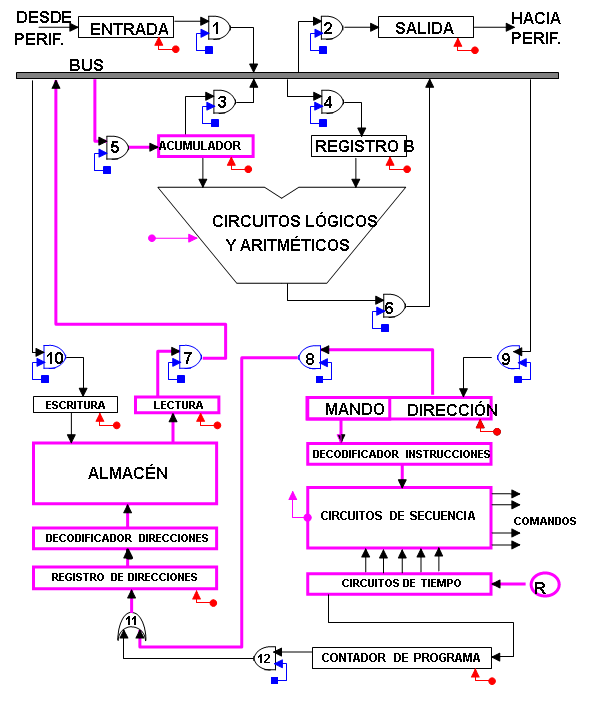 DESDE
PERIF.
ENTRADA
1
2
SALIDA
HACIA
PERIF.
BUS
3
4
5
ACUMULADOR
REGISTRO B
CIRCUITOS LÓGICOS
Y ARITMÉTICOS
6
10
7
8
9
ESCRITURA
LECTURA
MANDO
DIRECCIÓN
DECODIFICADOR INSTRUCCIONES
ALMACÉN
CIRCUITOS DE SECUENCIA
COMANDOS
DECODIFICADOR DIRECCIONES
REGISTRO DE DIRECCIONES
CIRCUITOS DE TIEMPO
R
11
12
CONTADOR DE PROGRAMA